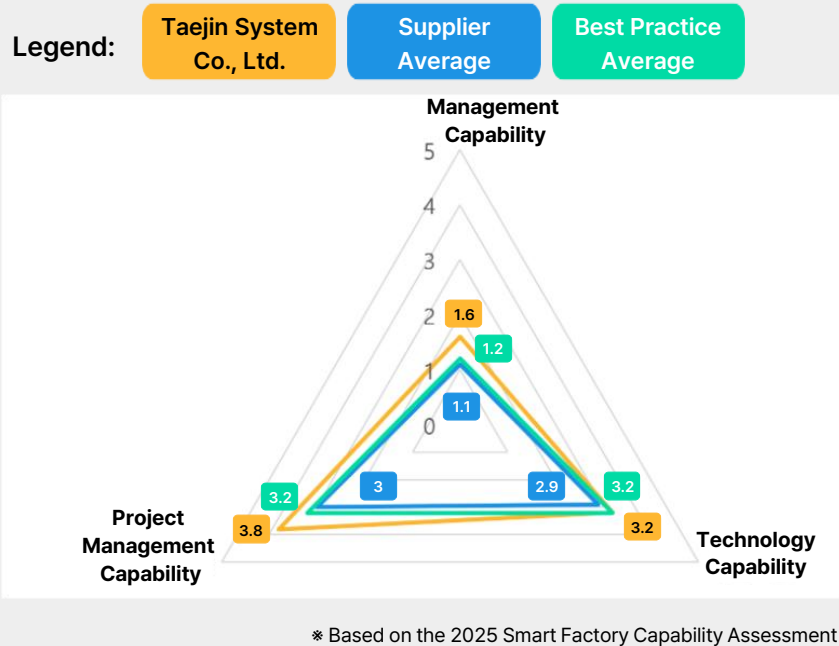 Legend:
Taejin System
Co., Ltd.
Supplier
Average
Best Practice
Average
Management
Capability
5
4
3
2
1.6
1.2
1
1.1
0
3
2.9
3.2
3.2
3.8
3.2
Project
Management
Capability
Technology
Capability
※ Based on the 2025 Smart Factory Capability Assessment